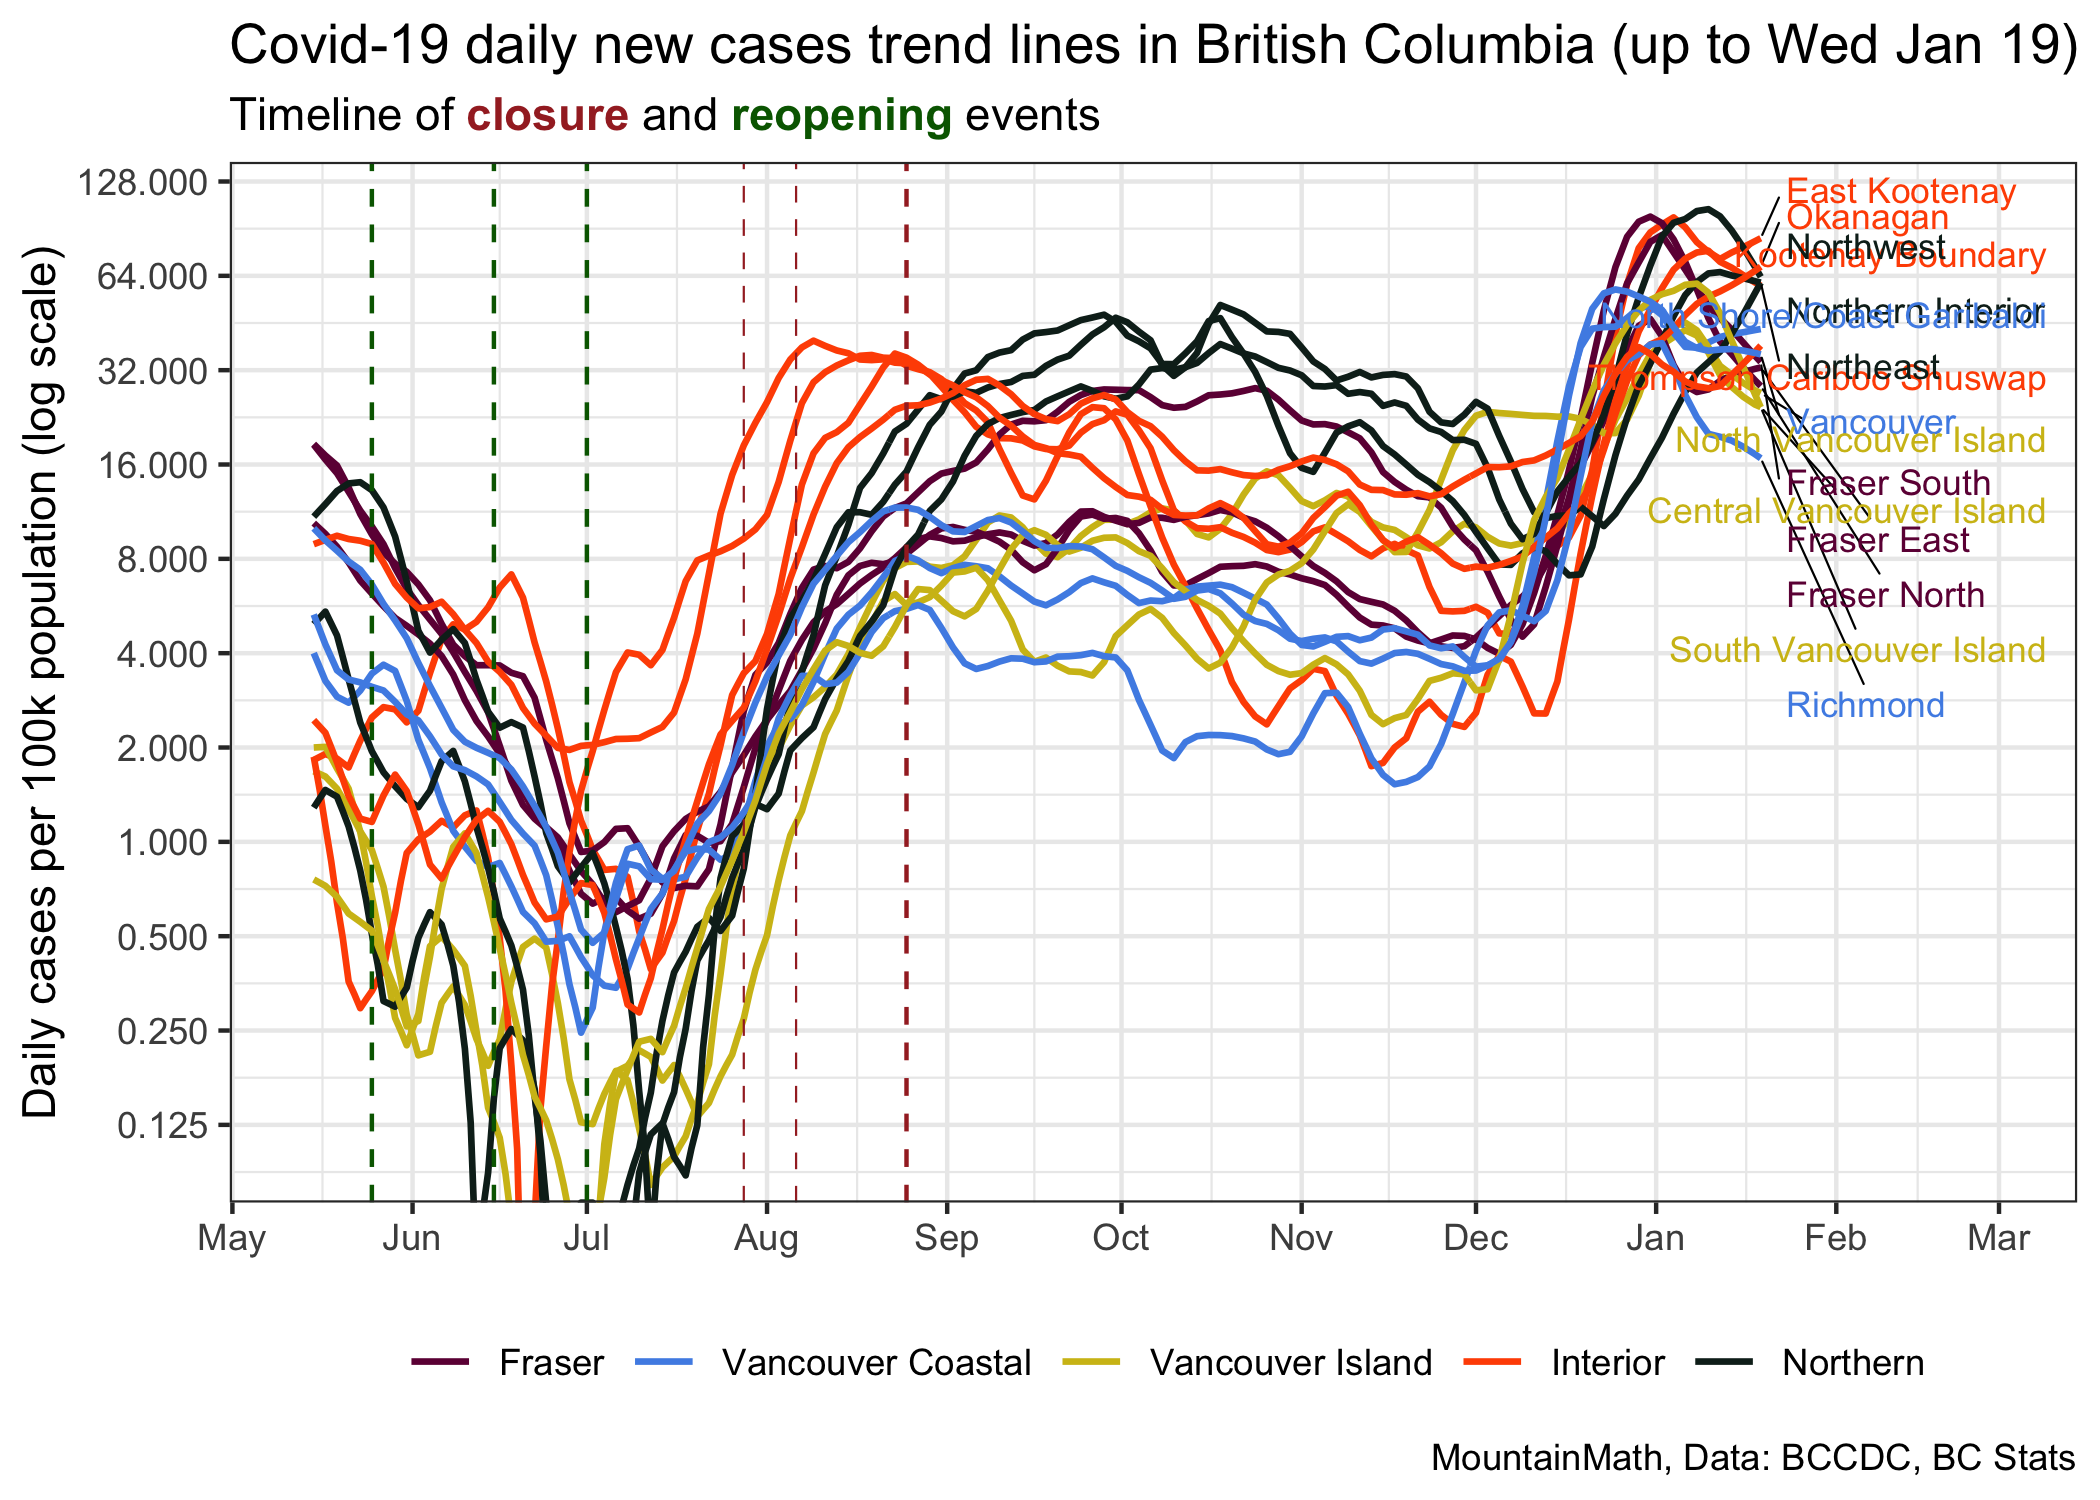 Covid-19 daily new cases trend lines in British Columbia (up to Wed Jan 19)
Timeline of closure and reopening events
Daily cases per 100k population (log scale)
128.000
64.000
32.000
16.000
8.000
4.000
2.000
1.000
0.500
0.250
0.125
East Kootenay
Okanagan
Northwest
Kootenay Boundary
Northern Interior
North Shore/Coast Garibaldi
Northeast
Thompson Cariboo Shuswap
Vancouver
North Vancouver Island
Fraser South
Central Vancouver Island
Fraser East
Fraser North
South Vancouver Island
Richmond
May Jun Jul Aug Sep Oct Nov Dec Jan Feb Mar
Fraser Vancouver Coastal Vancouver Island Interior Northern
MountainMath, Data: BCCDC, BC Stats